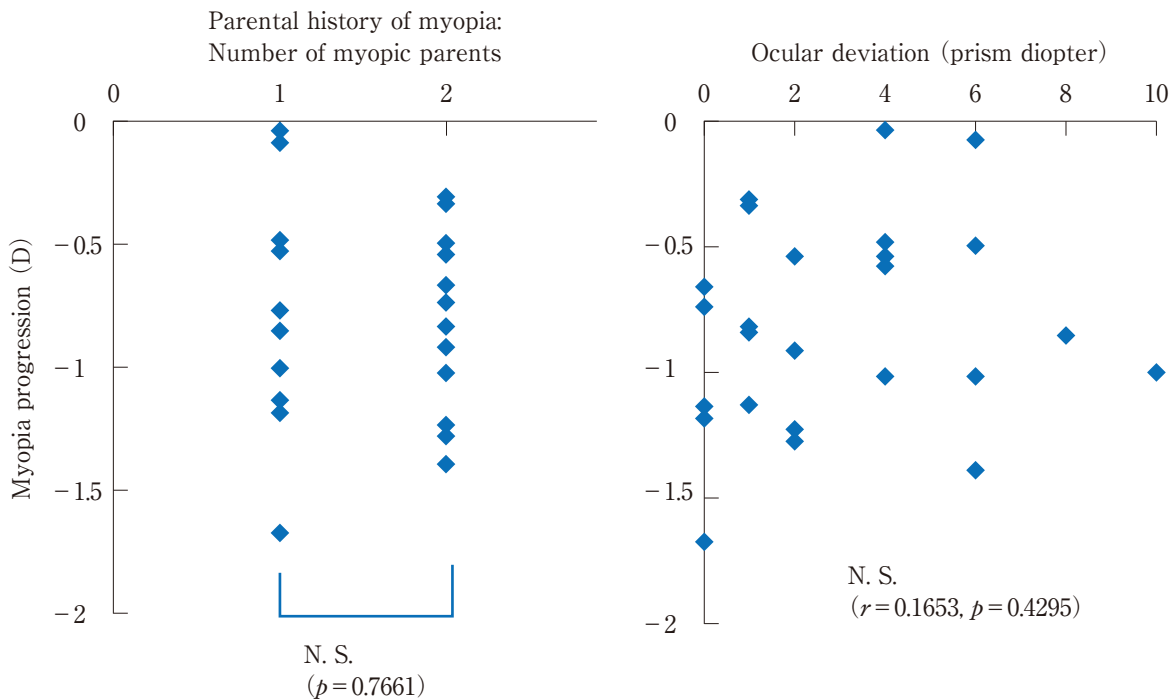 Parental history of myopia:
Number of myopic parents
0 1 2
0
−0.5
−1
−1.5
−2
Myopia progression (D)
N. S.
(p=0.7661)
Ocular deviation (prism diopter)
0 2 4 6 8 10
0
−0.5
−1
−1.5
−2
N. S.
(r=0.1653, p=0.4295)